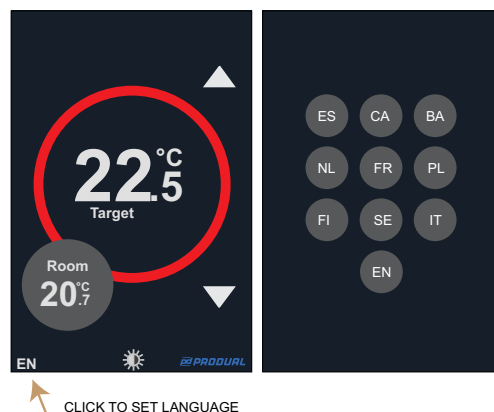 22.5 °C
Target
Room
20.7 °C
EN
PRODUAL
ES CA BA
NL FR PL
FI SE IT
EN
CLICK TO SET LANGUAGE